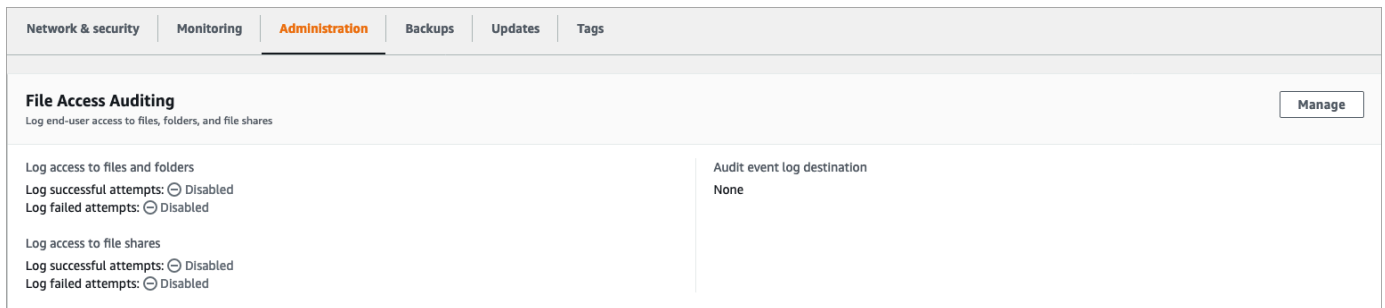 Network & security Monitoring Administration Backups Updates Tags
File Access Auditing
Log end-user access to files, folders, and file shares
Manage
Log access to files and folders
Log successful attempts: Disabled
Log failed attempts: Disabled
Log access to file shares
Log successful attempts: Disabled
Log failed attempts: Disabled
Audit event log destination
None